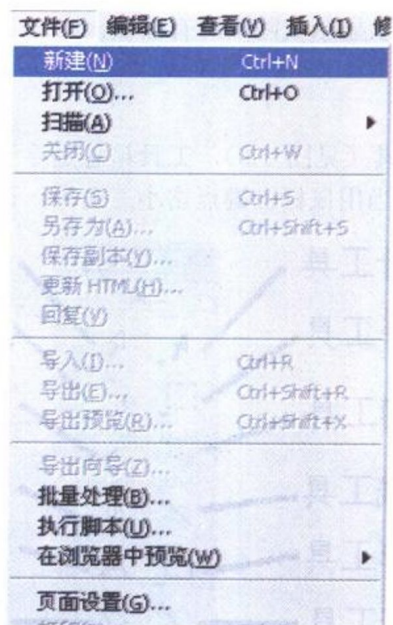 文件(F) 编辑(E) 查看(V) 插入(I) 修
新建(N) Ctrl+N
打开(O)... Ctrl+O
扫描(A)
关闭(C) Ctrl+W
保存(S) Ctrl+S
另存为(A)... Ctrl+Shift+S
保存副本(Y)...
更新 HTML(H)...
回复(V)
导入(I)... Ctrl+R
导出(E)... Ctrl+Shift+R
导出预览(R)... Ctrl+Shift+X
导出向导(Z)...
批量处理(B)...
执行脚本(U)...
在浏览器中预览(W)
页面设置(G)...